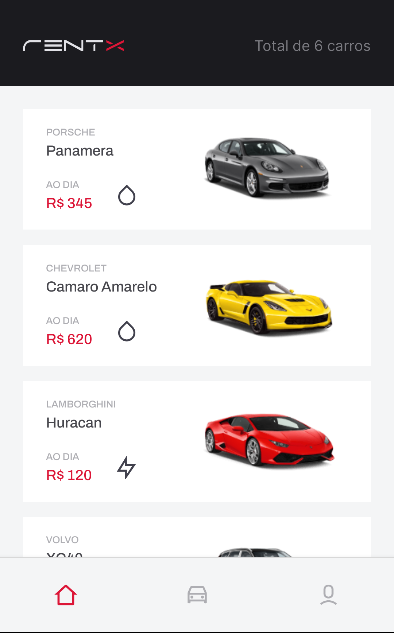 RENTX
Total de 6 carros
PORSCHE
Panamera
AO DIA
R$ 345
CHEVROLET
Camaro Amarelo
AO DIA
R$ 620
LAMBORGHINI
Huracan
AO DIA
R$ 120
VOLVO